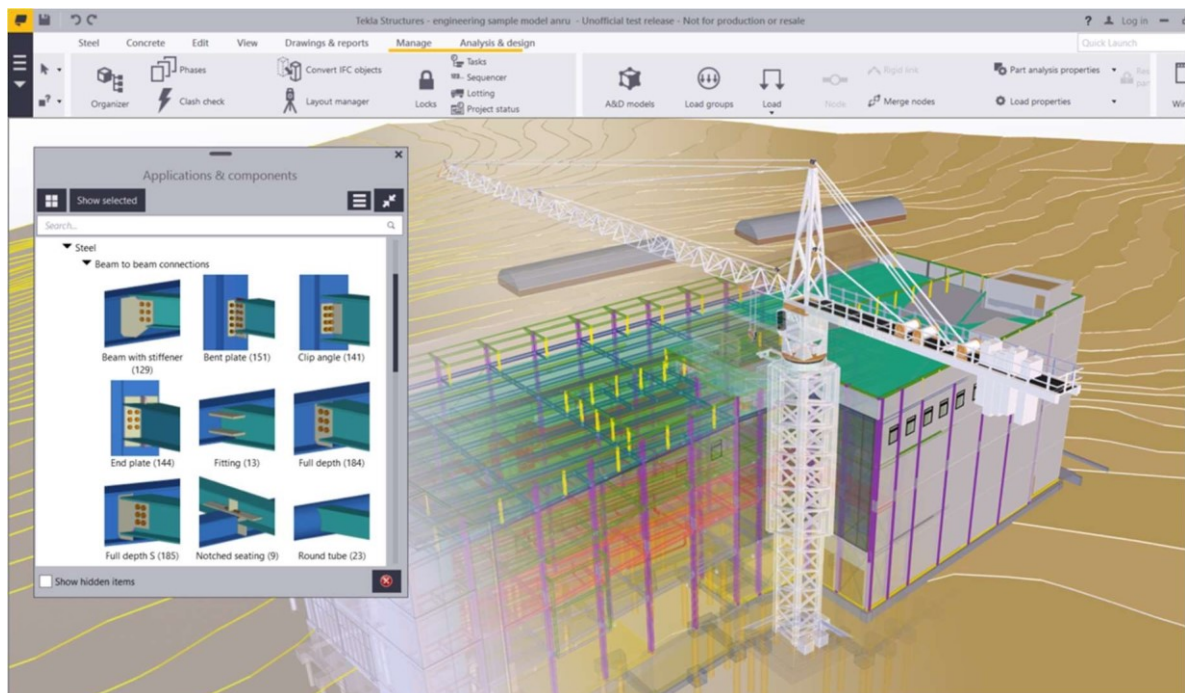 Tekla Structures - engineering sample model anru - Unofficial test release - Not for production or resale
? Log in
Steel Concrete Edit View Drawings & reports Manage Analysis & design
Quick Launch
Organizer
Phases
Clash check
Convert IFC objects
Layout manager
Locks
Tasks
Sequencer
Lotting
Project status
A&D models
Load groups
Load
Node
Rigid link
Merge nodes
Part analysis properties
Load properties
Applications & components
Show selected
Search...
Steel
Beam to beam connections
Beam with stiffener
(129)
Bent plate (151)
Clip angle (141)
End plate (144)
Fitting (13)
Full depth (184)
Full depth S (185)
Notched seating (9)
Round tube (23)
Show hidden items